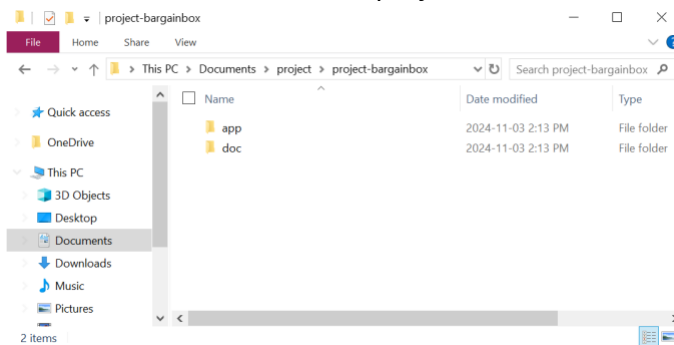 project-bargainbox
File Home Share View
This PC > Documents > project > project-bargainbox Search project-bargainbox
Name Date modified Type
Quick access
OneDrive
This PC
3D Objects
Desktop
Documents
Downloads
Music
Pictures
app 2024-11-03 2:13 PM File folder
doc 2024-11-03 2:13 PM File folder
2 items